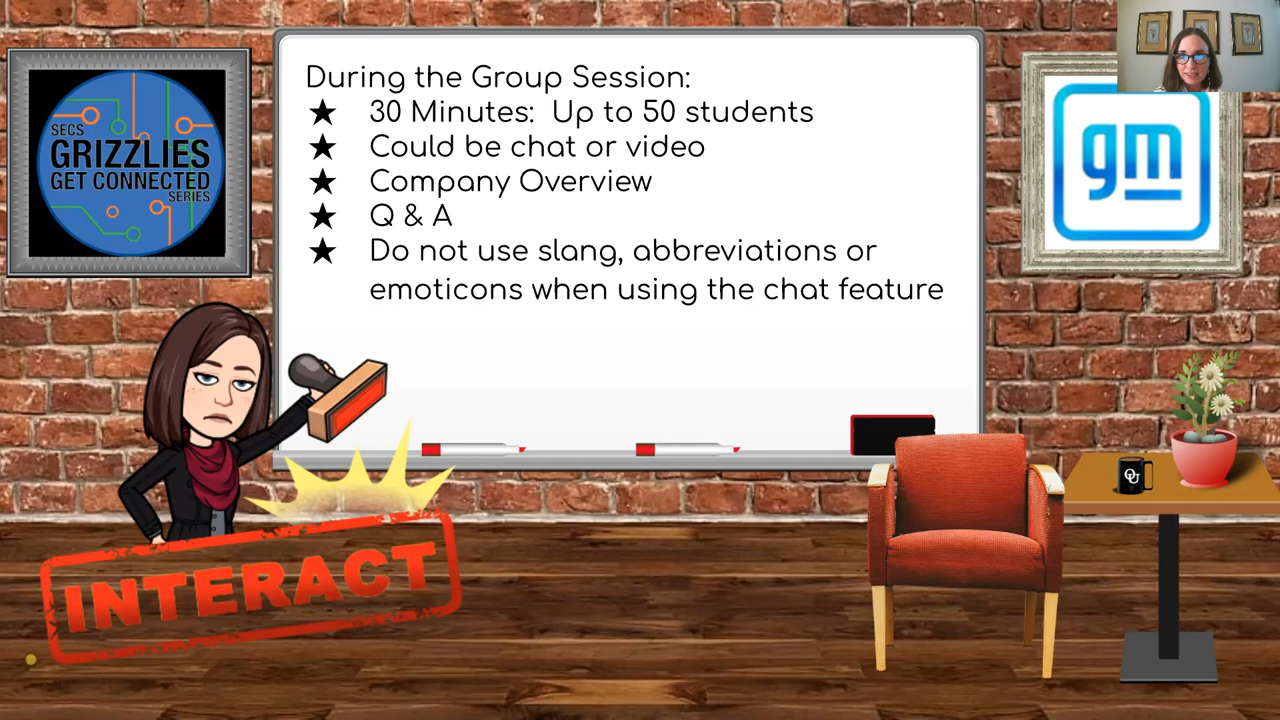 During the Group Session:
★ 30 Minutes: Up to 50 students
★ Could be chat or video
★ Company Overview
★ Q & A
★ Do not use slang, abbreviations or
emoticons when using the chat feature
SECS
GRIZZLIES
GET CONNECTED
SERIES
gm
INTERACT
OU